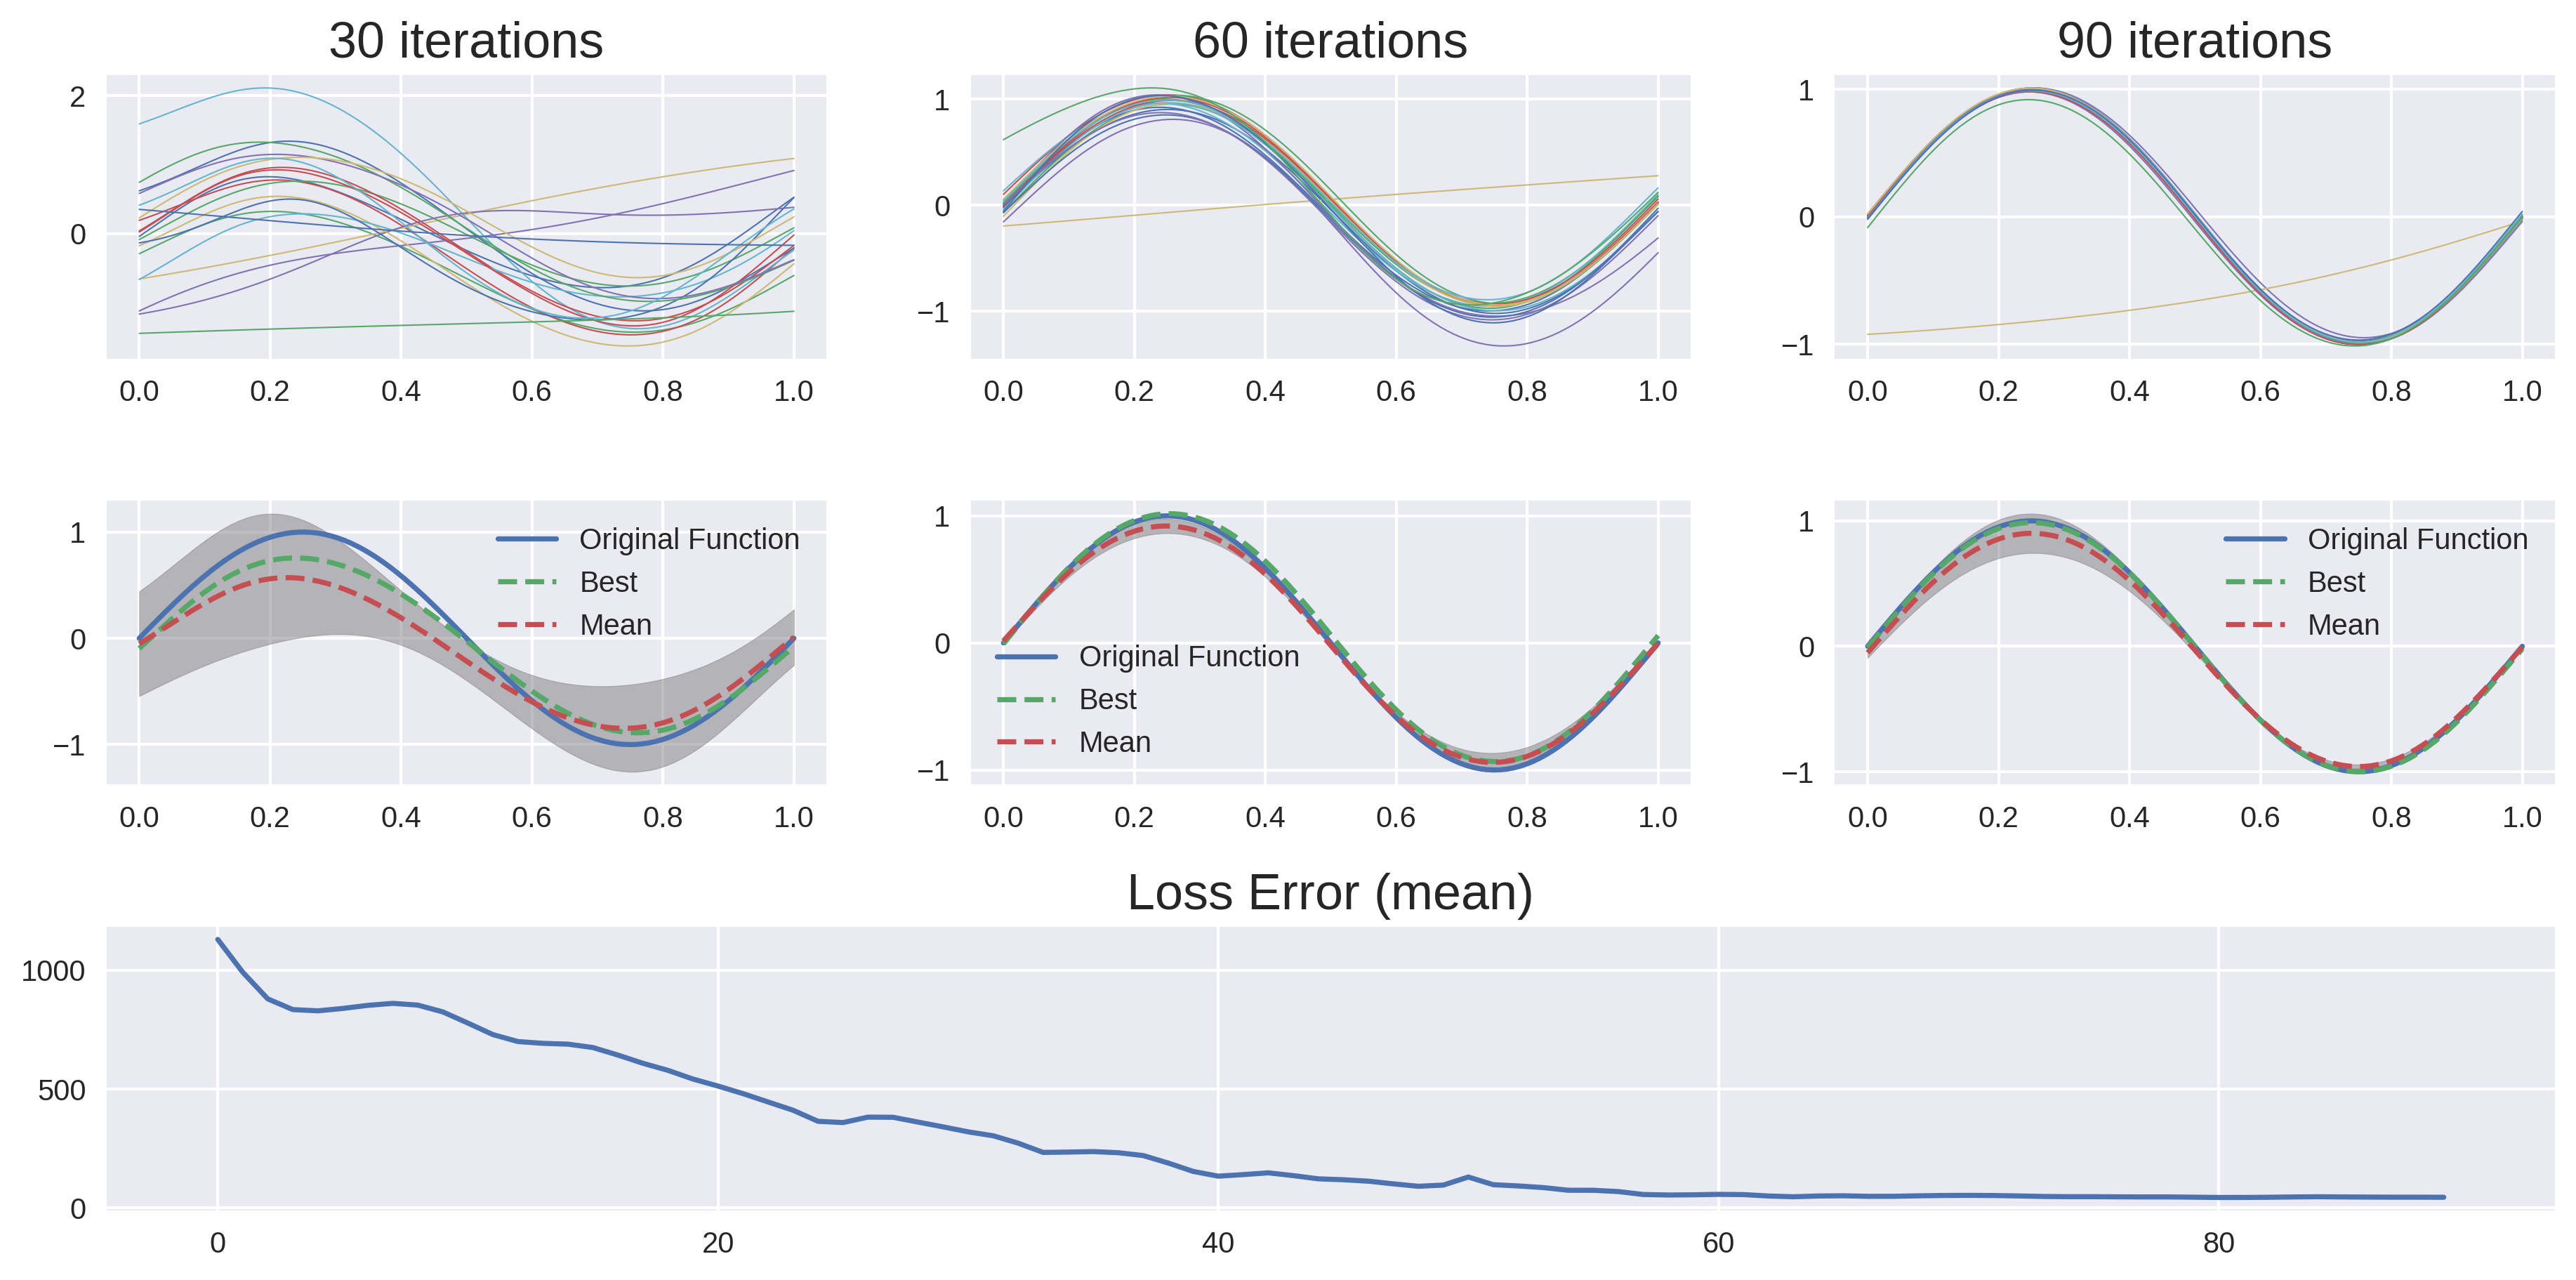 30 iterations 60 iterations 90 iterations
2 1 1
0 0 0
−1 −1
0.0 0.2 0.4 0.6 0.8 1.0 0.0 0.2 0.4 0.6 0.8 1.0 0.0 0.2 0.4 0.6 0.8 1.0
1
0
−1
Original Function
Best
Mean
0.0 0.2 0.4 0.6 0.8 1.0
1
0
−1
Original Function
Best
Mean
0.0 0.2 0.4 0.6 0.8 1.0
1
0
−1
Original Function
Best
Mean
0.0 0.2 0.4 0.6 0.8 1.0
Loss Error (mean)
1000
500
0
0 20 40 60 80